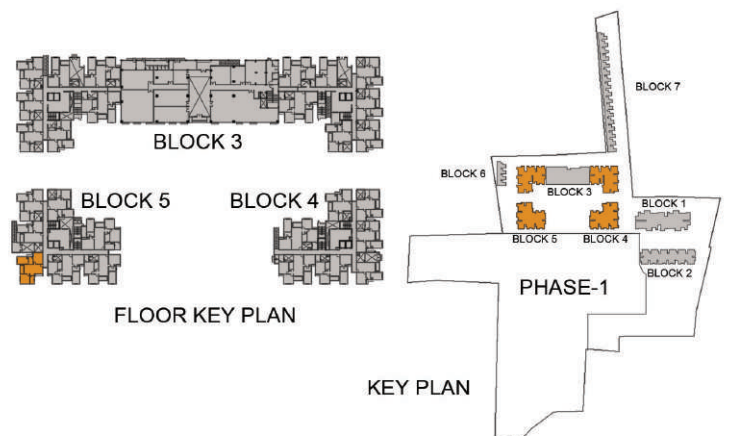 BLOCK 3
BLOCK 5
BLOCK 4
FLOOR KEY PLAN
BLOCK 7
BLOCK 6
BLOCK 3
BLOCK 1
BLOCK 5
BLOCK 4
BLOCK 2
PHASE-1
KEY PLAN